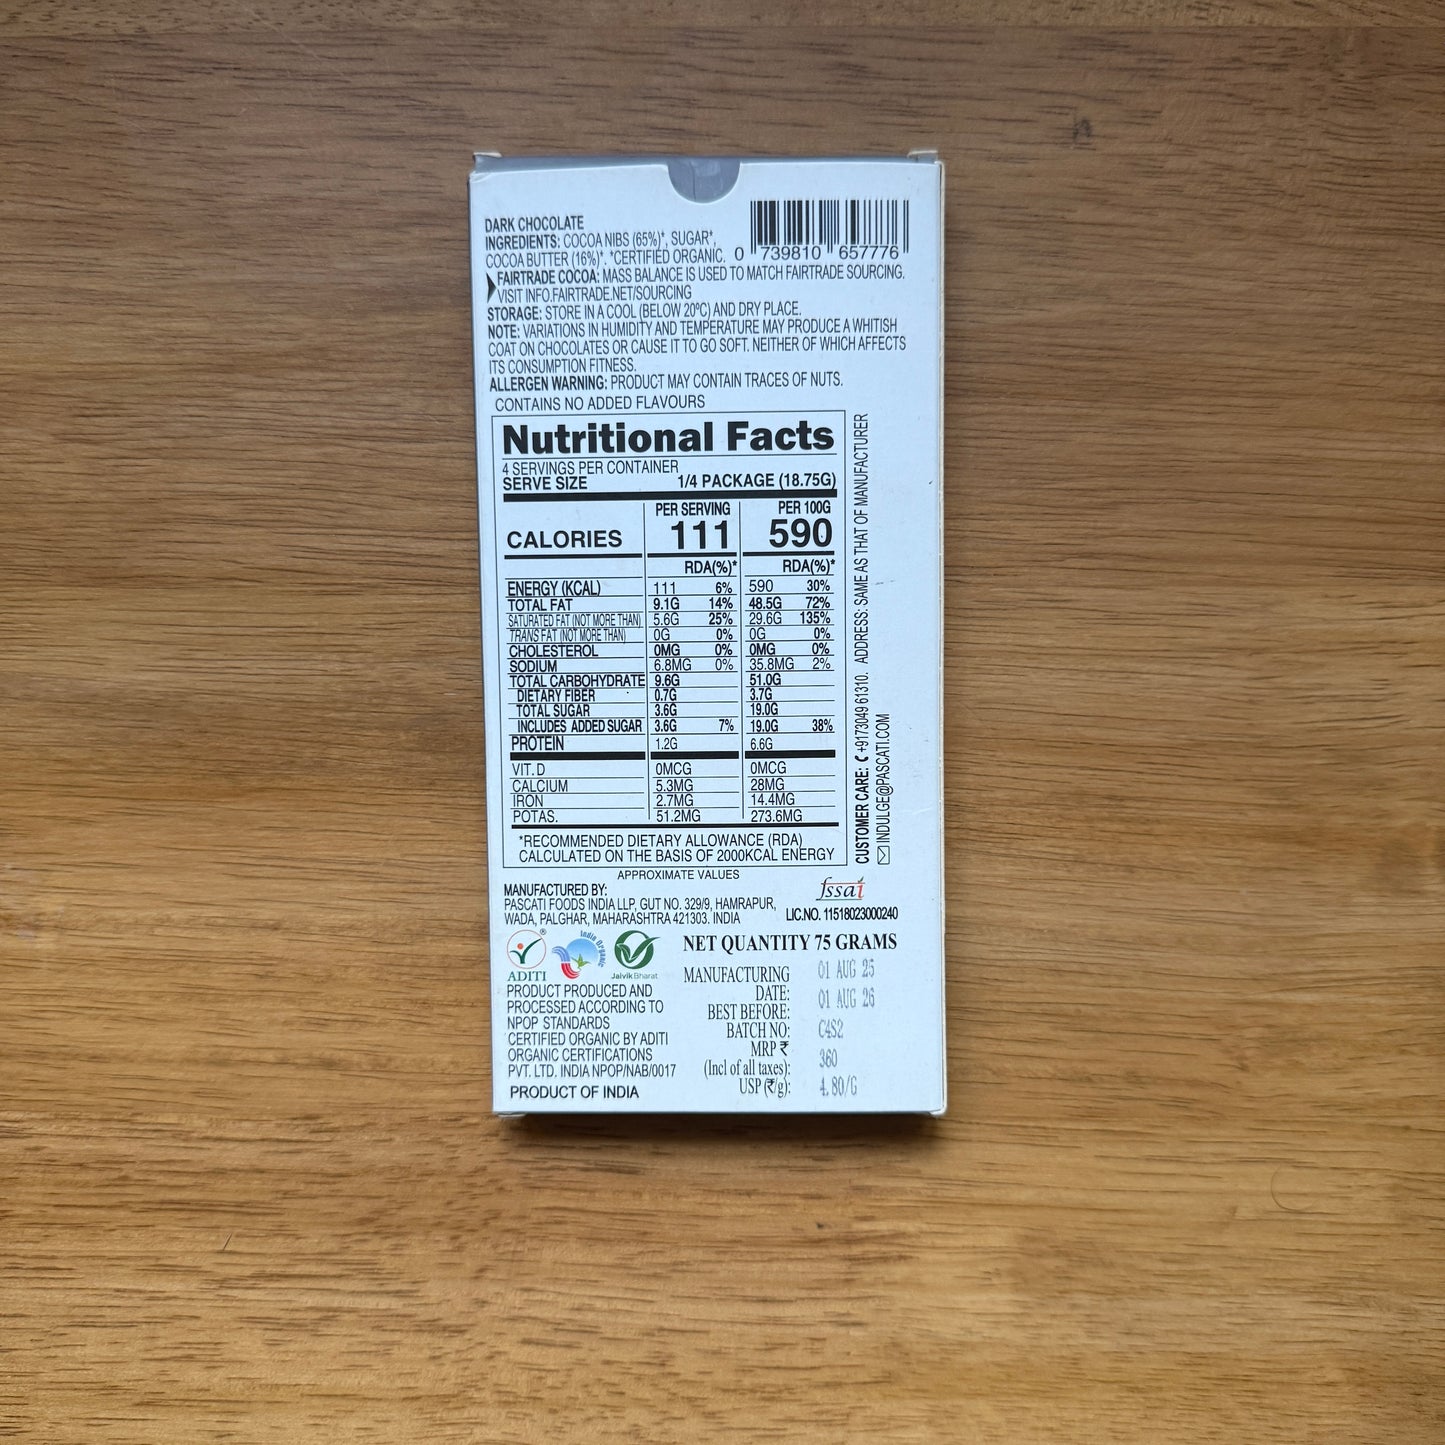 DARK CHOCOLATE
INGREDIENTS: COCOA NIBS (65%)*, SUGAR*,
COCOA BUTTER (16%)*. *CERTIFIED ORGANIC.
0 739810 657776
FAIRTRADE COCOA: MASS BALANCE IS USED TO MATCH FAIRTRADE SOURCING.
VISIT INFO.FAIRTRADE.NET/SOURCING
STORAGE: STORE IN A COOL (BELOW 20ºC) AND DRY PLACE.
NOTE: VARIATIONS IN HUMIDITY AND TEMPERATURE MAY PRODUCE A WHITISH
COAT ON CHOCOLATES OR CAUSE IT TO GO SOFT. NEITHER OF WHICH AFFECTS
ITS CONSUMPTION FITNESS.
ALLERGEN WARNING: PRODUCT MAY CONTAIN TRACES OF NUTS.
CONTAINS NO ADDED FLAVOURS
Nutritional Facts
4 SERVINGS PER CONTAINER
SERVE SIZE 1/4 PACKAGE (18.75G)
PER SERVING PER 100G
CALORIES 111 590
RDA(%)* RDA(%)*
ENERGY (KCAL) 111 6% 590 30%
TOTAL FAT 9.1G 14% 48.5G 72%
SATURATED FAT (NOT MORE THAN) 5.6G 25% 29.6G 135%
TRANS FAT (NOT MORE THAN) 0G 0% 0G 0%
CHOLESTEROL 0MG 0% 0MG 0%
SODIUM 6.8MG 0% 35.8MG 2%
TOTAL CARBOHYDRATE 9.6G 51.0G
DIETARY FIBER 0.7G 3.7G
TOTAL SUGAR 3.6G 19.0G
INCLUDES ADDED SUGAR 3.6G 7% 19.0G 38%
PROTEIN 1.2G 6.6G
VIT. D 0MCG 0MCG
CALCIUM 5.3MG 28MG
IRON 2.7MG 14.4MG
POTAS. 51.2MG 273.6MG
*RECOMMENDED DIETARY ALLOWANCE (RDA)
CALCULATED ON THE BASIS OF 2000KCAL ENERGY
APPROXIMATE VALUES
CUSTOMER CARE: +9173049 61310. ADDRESS: SAME AS THAT OF MANUFACTURER
INDULGE@PASCATI.COM
MANUFACTURED BY:
PASCATI FOODS INDIA LLP, GUT NO. 329/9, HAMRAPUR,
WADA, PALGHAR, MAHARASHTRA 421303. INDIA
fssai
LIC.NO. 11518023000240
ADITI ®
India Organic
Jaivik Bharat
PRODUCT PRODUCED AND
PROCESSED ACCORDING TO
NPOP STANDARDS
CERTIFIED ORGANIC BY ADITI
ORGANIC CERTIFICATIONS
PVT. LTD. INDIA NPOP/NAB/0017
PRODUCT OF INDIA
NET QUANTITY 75 GRAMS
MANUFACTURING
DATE: 01 AUG 25
BEST BEFORE: 01 AUG 26
BATCH NO: C4S2
MRP ₹
(Incl of all taxes): 360
USP (₹/g): 4.80/G